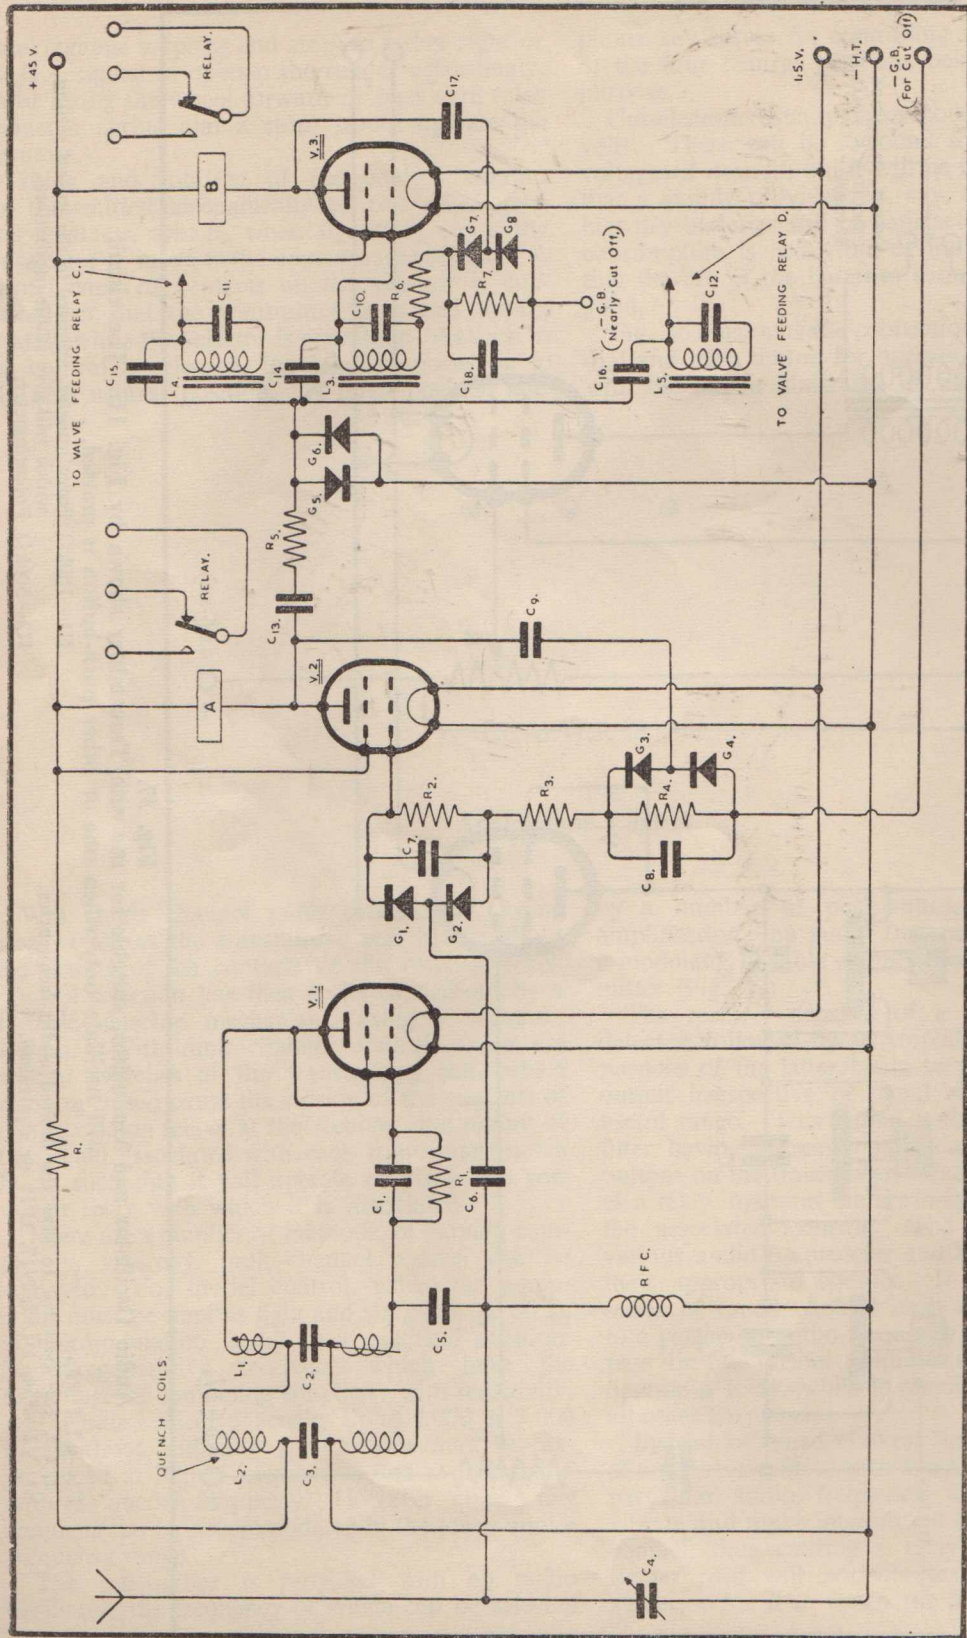 + 45 V.
R.
TO VALVE FEEDING RELAY C.
QUENCH COILS.
RELAY.
RELAY.
A
B
L2.
L1.
C3.
C2.
V.1.
V.2.
V.3.
C13.
R5.
C15.
L4.
C11.
C14.
L3.
C10.
R6.
G5.
G6.
C17.
C1.
R1.
C5.
C6.
G1.
G2.
C7.
R2.
R3.
C9.
C18.
R7.
G7.
G8
—G.B.
(Nearly Cut Off)
C8.
R4.
G3.
G4.
C16.
L5.
C12.
C4.
R F C.
TO VALVE FEEDING RELAY D.
1.5.V.
— H.T.
—G.B.
(For Cut Off)